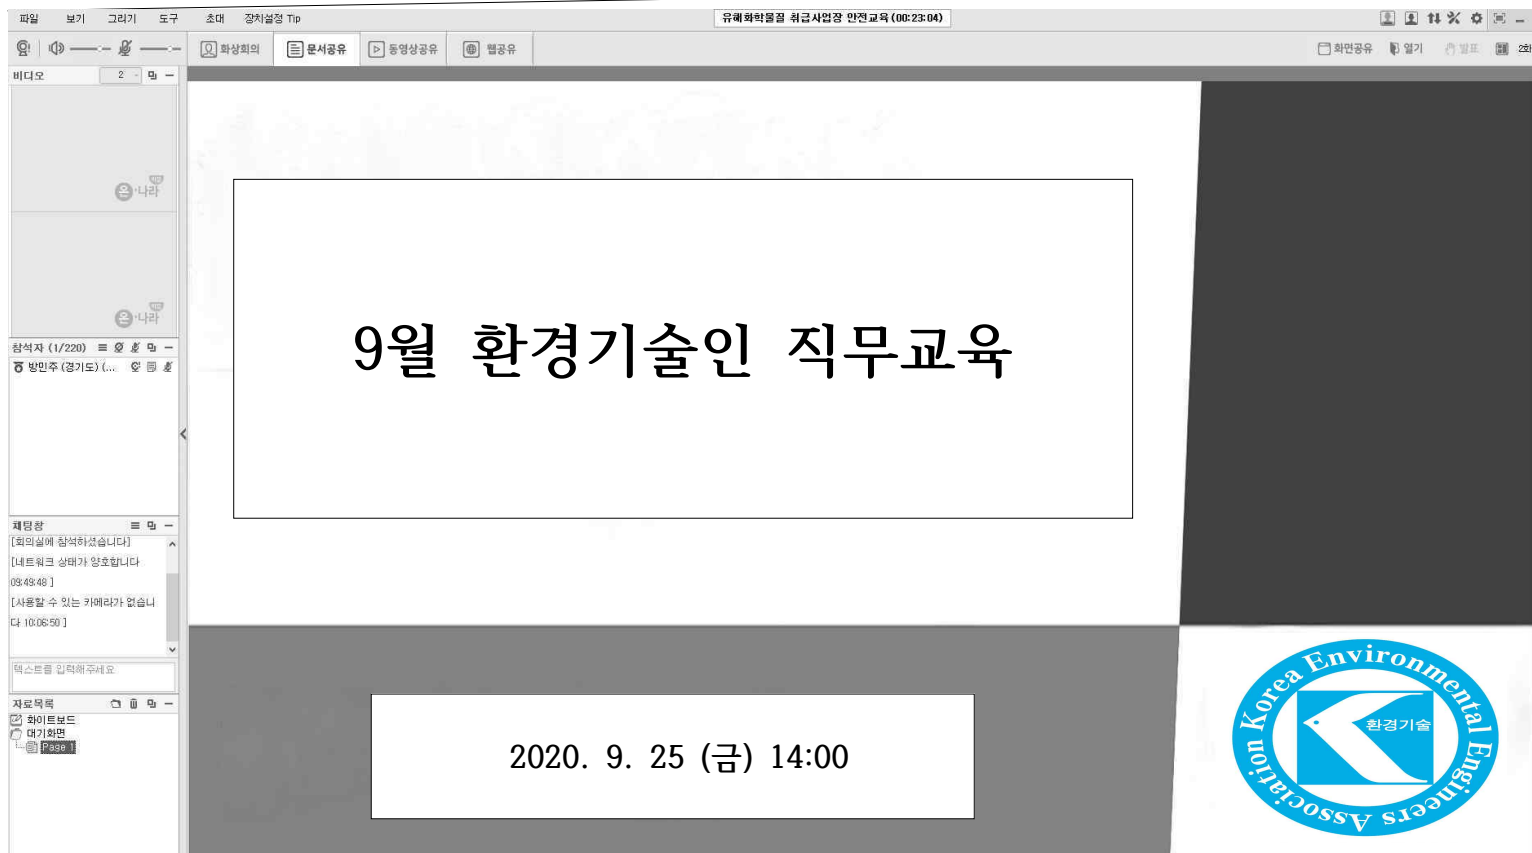 파일 보기 그리기 도구 초대 장치설정 Tip
유해화학물질 취급사업장 안전교육(00:23:04)
화상회의 문서공유 동영상공유 웹공유
화면공유 열기 발표 2화
비디오 2
온-나라
온-나라
참석자 (1/220)
방민주 (경기도) (...
채팅창
[회의실에 참석하셨습니다]
[네트워크 상태가 양호합니다
09:49:48 ]
[사용할 수 있는 카메라가 없습니
다 10:06:50 ]
텍스트를 입력해주세요
자료목록
화이트보드
대기화면
Page 1
9월 환경기술인 직무교육
2020. 9. 25 (금) 14:00
Korea Environmental Engineers Association
환경기술